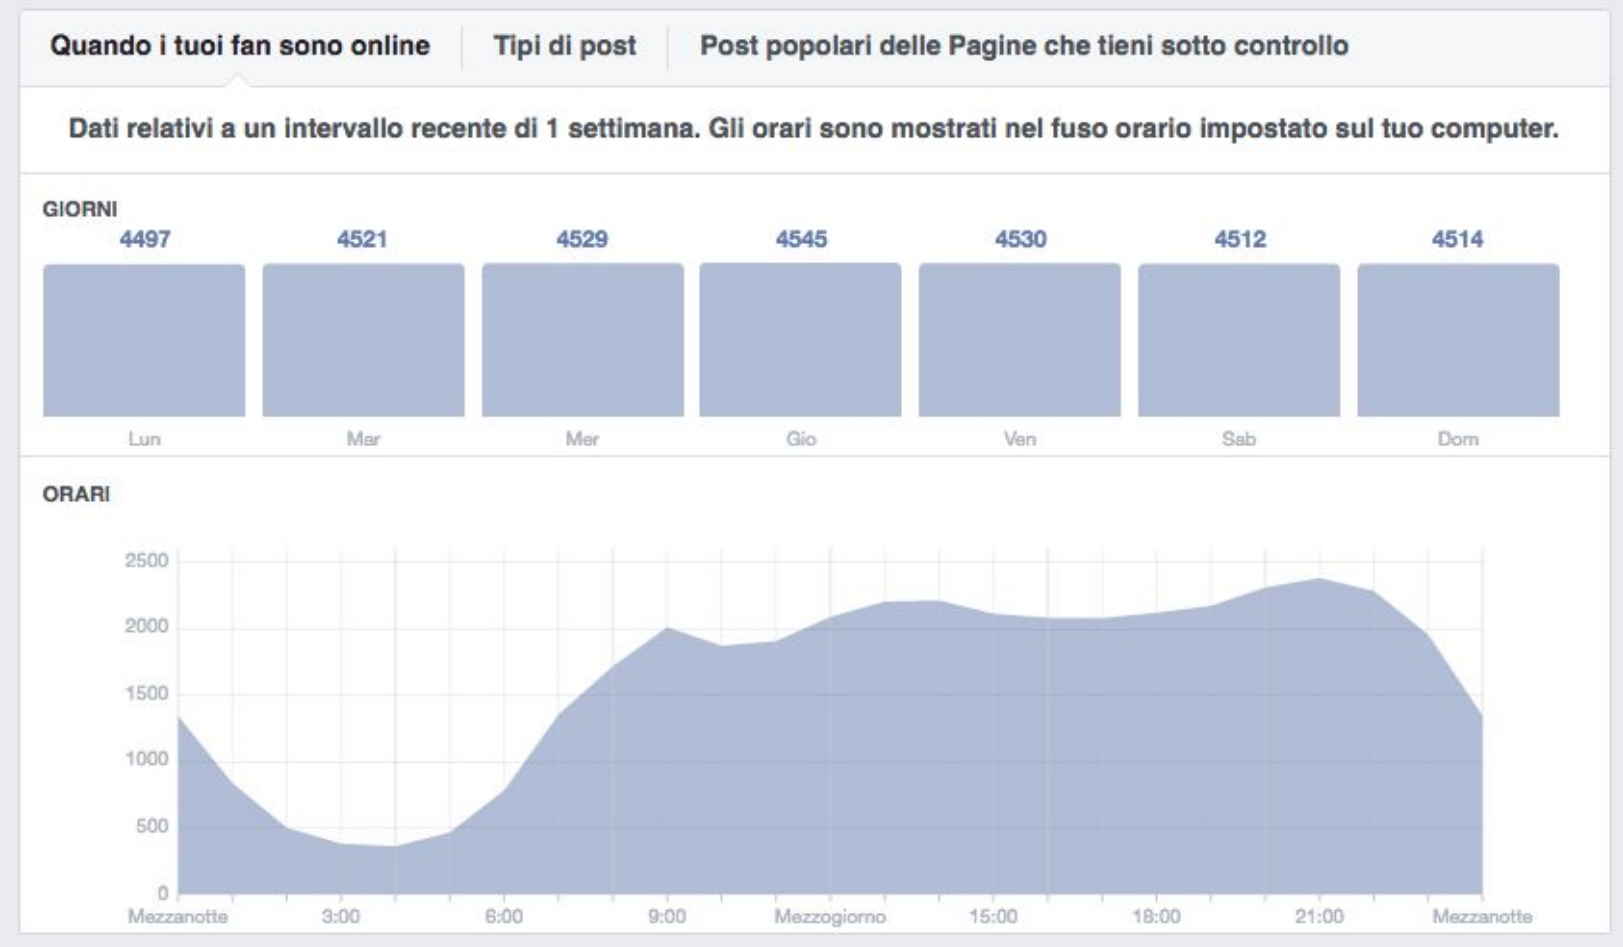 Quando i tuoi fan sono online Tipi di post Post popolari delle Pagine che tieni sotto controllo
Dati relativi a un intervallo recente di 1 settimana. Gli orari sono mostrati nel fuso orario impostato sul tuo computer.
GIORNI
4497 4521 4529 4545 4530 4512 4514
Lun Mar Mer Gio Ven Sab Dom
ORARI
2500
2000
1500
1000
500
0
Mezzanotte 3:00 6:00 9:00 Mezzogiorno 15:00 18:00 21:00 Mezzanotte